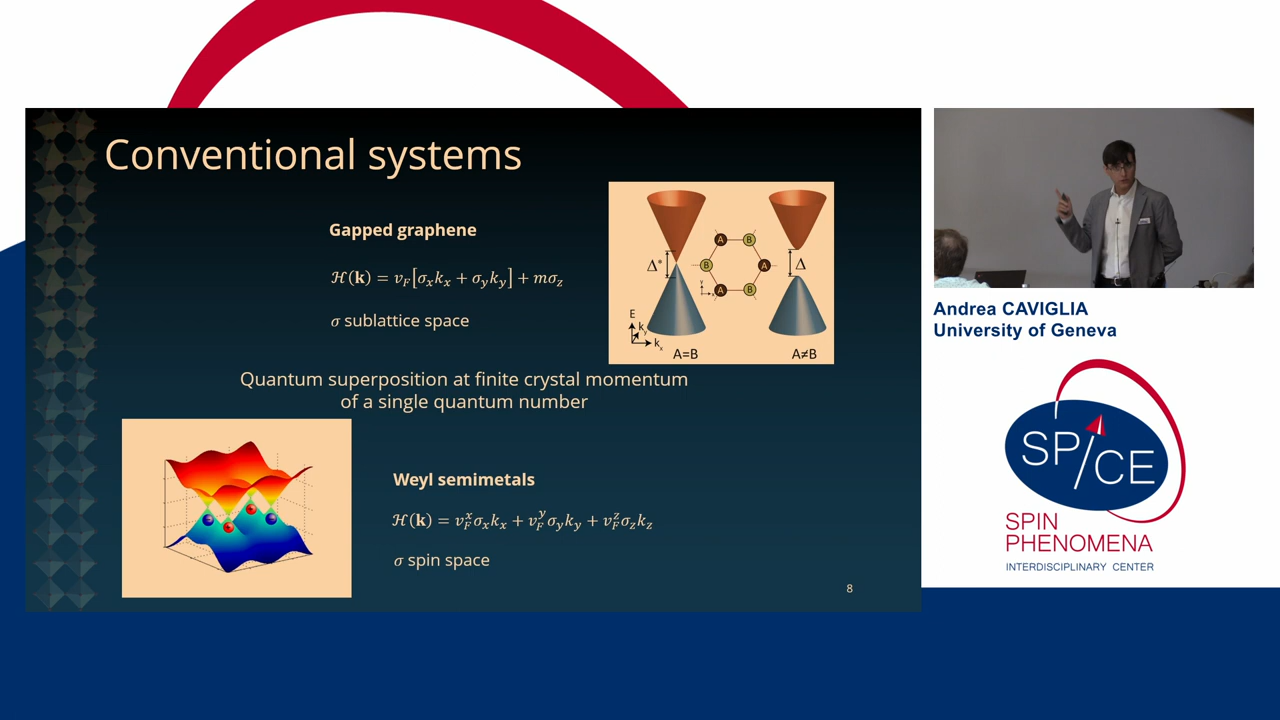 Conventional systems
Gapped graphene
ℋ(𝐤) = v_F[σ_x k_x + σ_y k_y] + mσ_z
σ sublattice space
Δ*
Δ
A
B
B
A
A
B
y
x
E
k_y
k_x
A=B
A≠B
Quantum superposition at finite crystal momentum
of a single quantum number
Weyl semimetals
ℋ(𝐤) = v_F^x σ_x k_x + v_F^y σ_y k_y + v_F^z σ_z k_z
σ spin space
8
Andrea CAVIGLIA
University of Geneva
SP/CE
SPIN
PHENOMENA
INTERDISCIPLINARY CENTER